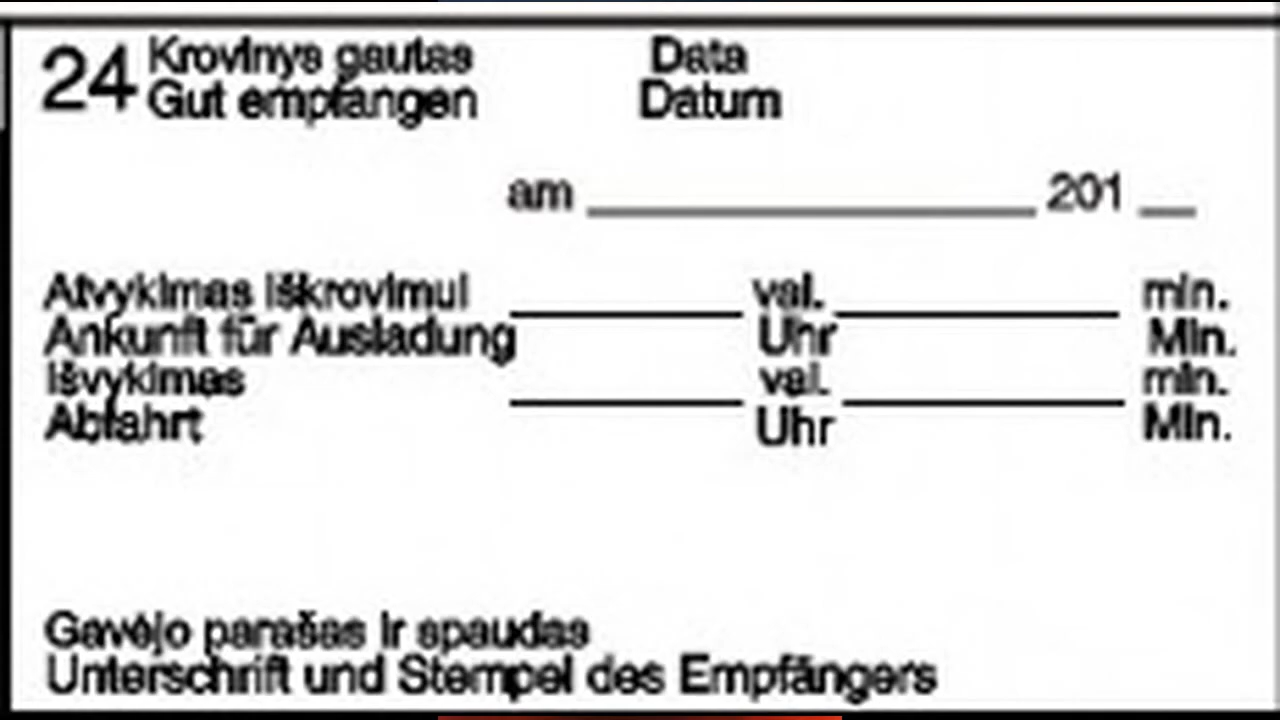 24 Krovinys gautas Data
Gut empfangen Datum
am 201
Atvykimas iškrovimui val. min.
Ankunft für Ausladung Uhr Min.
Išvykimas val. min.
Abfahrt Uhr Min.
Gavėjo parašas ir spaudas
Unterschrift und Stempel des Empfängers